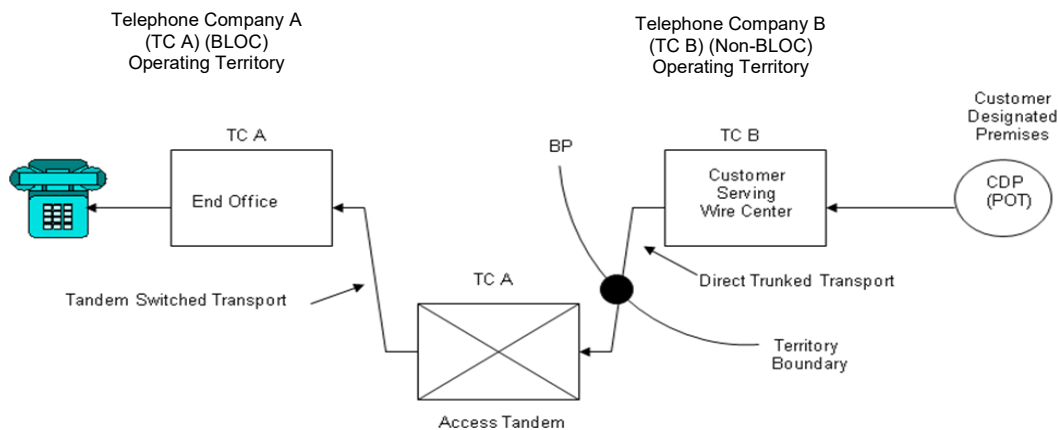 Telephone Company A
(TC A) (BLOC)
Operating Territory
Telephone Company B
(TC B) (Non-BLOC)
Operating Territory
Customer
Designated
Premises
TC A
BP
TC B
End Office
Customer
Serving
Wire Center
CDP
(POT)
Tandem Switched Transport
TC A
Direct Trunked Transport
Territory
Boundary
Access Tandem